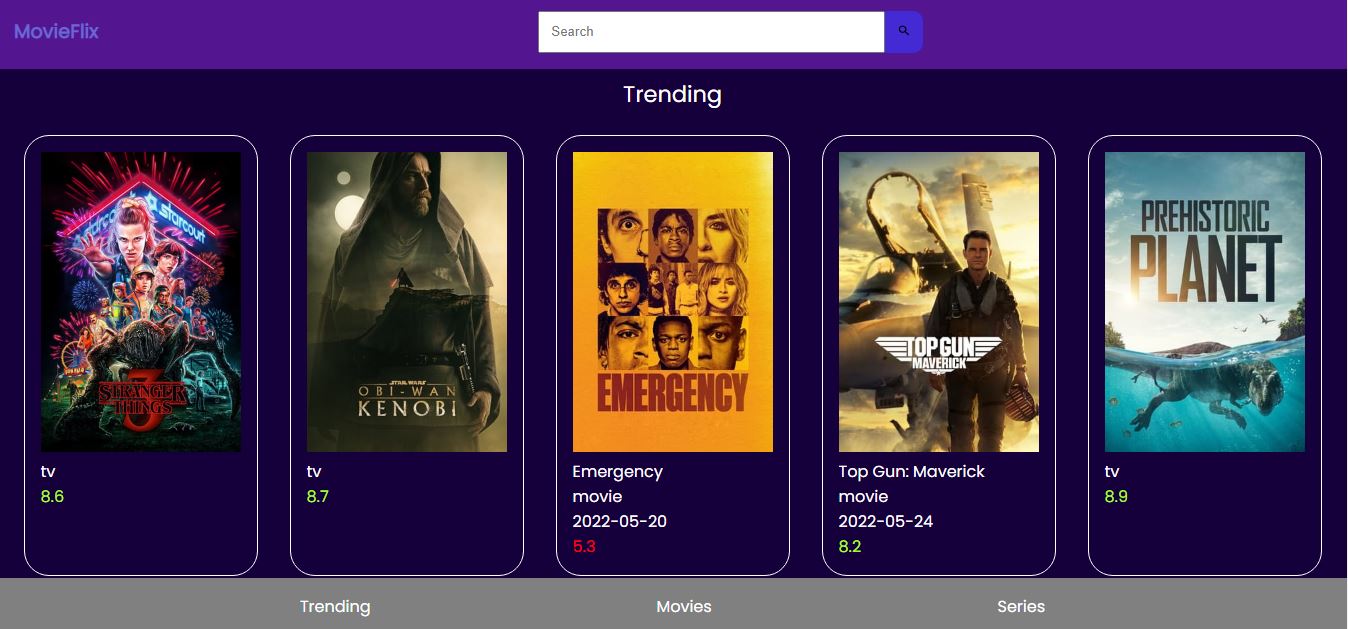 MovieFlix
Search
Trending
starcourt
STRANGER
THINGS
3
tv
8.6
STAR WARS
OBI-WAN
KENOBI
tv
8.7
EMERGENCY
Emergency
movie
2022-05-20
5.3
TOP GUN
MAVERICK
Top Gun: Maverick
movie
2022-05-24
8.2
PREHISTORIC
PLANET
tv
8.9
Trending
Movies
Series